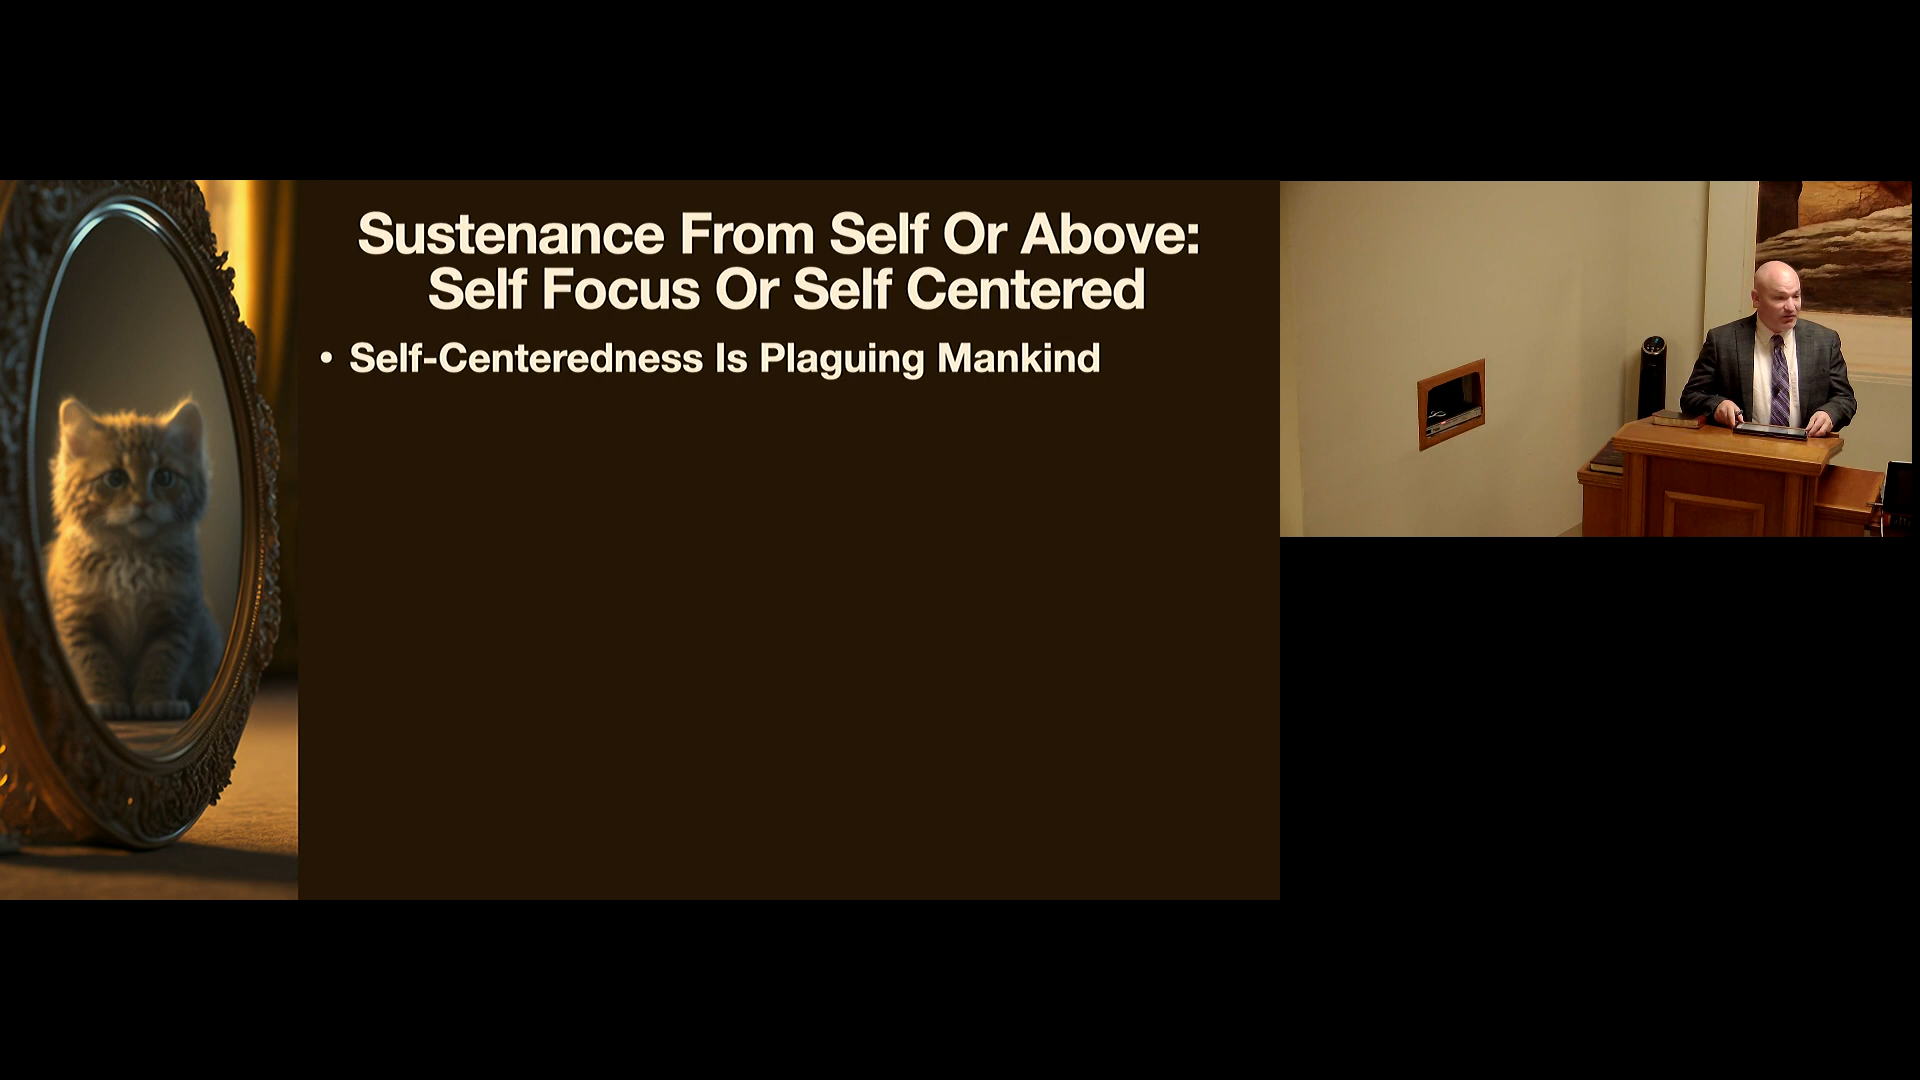 Sustenance From Self Or Above:
Self Focus Or Self Centered
• Self-Centeredness Is Plaguing Mankind